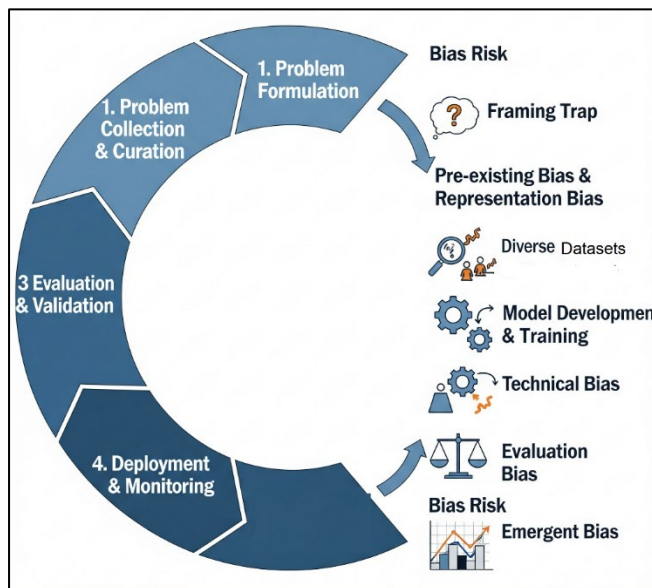 1. Problem
Formulation
1. Problem
Collection
& Curation
3 Evaluation
& Validation
4. Deployment
& Monitoring
Bias Risk
?
Framing Trap
Pre-existing Bias &
Representation Bias
Diverse Datasets
Model Development
& Training
Technical Bias
Evaluation
Bias
Bias Risk
Emergent Bias